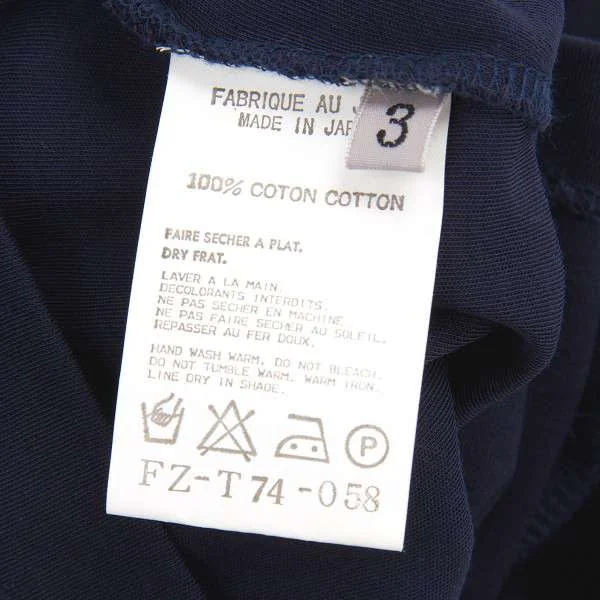 FABRIQUE AU
MADE IN
3
100% COTON COTTON
FAIRE SECHER A PLAT.
DRY FRAT.
LAVER A LA MAIN.
DECOLORANTS INTERDITS.
NE PAS SECHER EN MACHINE.
NE PAS FAIRE SECHER AU SOLEIL.
REPASSER AU FER DOUX.
HAND WASH WARM. DO NOT BLEACH.
DO NOT TUMBLE WARM. WARM IRON.
LINE DRY IN SHADE.
P
FZ-T74-058